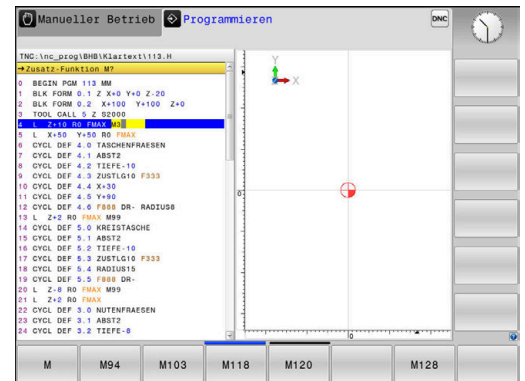 Manueller Betrieb
Programmieren
DNC
TNC:\nc_prog\BHB\Klartext\113.H
→Zusatz-Funktion M?
0 BEGIN PGM 113 MM
1 BLK FORM 0.1 Z X+0 Y+0 Z-20
2 BLK FORM 0.2 X+100 Y+100 Z+0
3 TOOL CALL 5 Z S2000
4 L Z+10 R0 FMAX M3
5 L X+50 Y+50 R0 FMAX
6 CYCL DEF 4.0 TASCHENFRAESEN
7 CYCL DEF 4.1 ABST2
8 CYCL DEF 4.2 TIEFE-10
9 CYCL DEF 4.3 ZUSTLG10 F333
10 CYCL DEF 4.4 X+30
11 CYCL DEF 4.5 Y+90
12 CYCL DEF 4.6 F888 DR- RADIUS8
13 L Z+2 R0 FMAX M99
14 CYCL DEF 5.0 KREISTASCHE
15 CYCL DEF 5.1 ABST2
16 CYCL DEF 5.2 TIEFE-10
17 CYCL DEF 5.3 ZUSTLG10 F333
18 CYCL DEF 5.4 RADIUS15
19 CYCL DEF 5.5 F888 DR-
20 L Z-8 R0 FMAX M99
21 L Z+2 R0 FMAX
22 CYCL DEF 3.0 NUTENFRAESEN
23 CYCL DEF 3.1 ABST2
24 CYCL DEF 3.2 TIEFE-8
Y
X
0
0
M M94 M103 M118 M120 M128